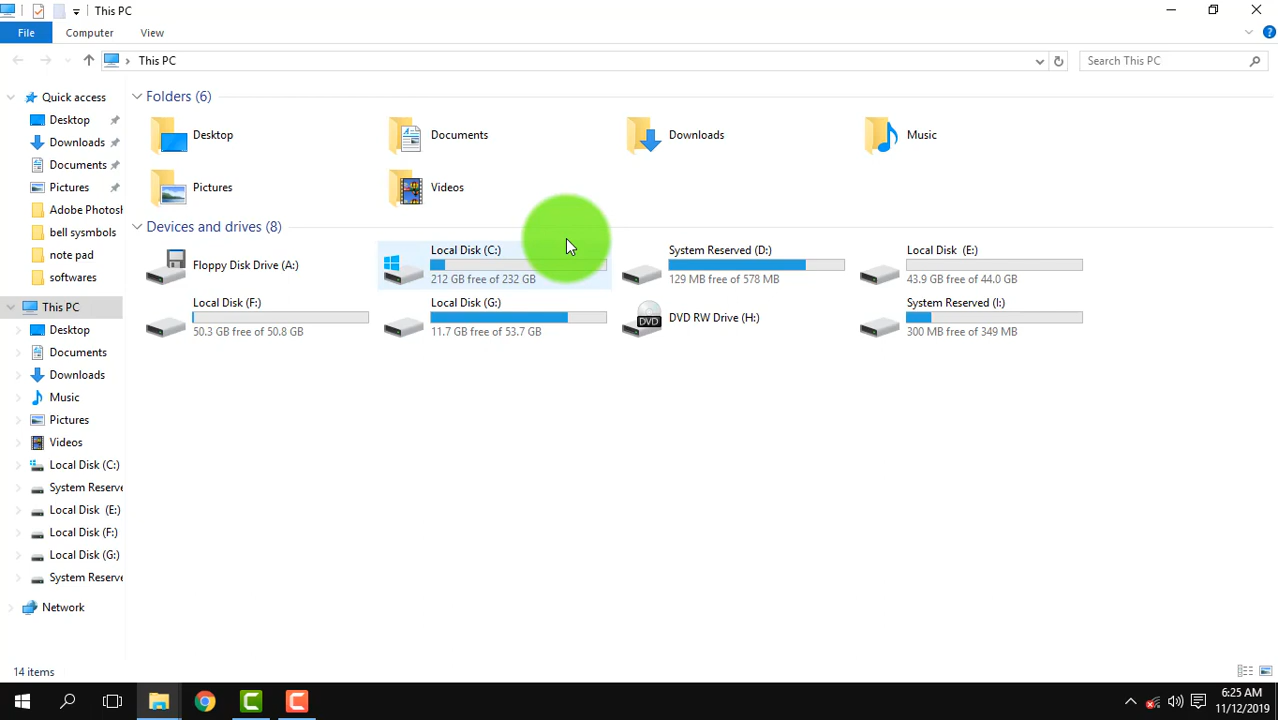 This PC
File Computer View
This PC
Search This PC
Quick access
Desktop
Downloads
Documents
Pictures
Adobe Photosh
bell sysmbols
note pad
softwares
This PC
Desktop
Documents
Downloads
Music
Pictures
Videos
Local Disk (C:)
System Reserve
Local Disk (E:)
Local Disk (F:)
Local Disk (G:)
System Reserve
Network
Folders (6)
Desktop
Documents
Downloads
Music
Pictures
Videos
Devices and drives (8)
Floppy Disk Drive (A:)
Local Disk (C:)
212 GB free of 232 GB
System Reserved (D:)
129 MB free of 578 MB
Local Disk (E:)
43.9 GB free of 44.0 GB
Local Disk (F:)
50.3 GB free of 50.8 GB
Local Disk (G:)
11.7 GB free of 53.7 GB
DVD
DVD RW Drive (H:)
System Reserved (I:)
300 MB free of 349 MB
14 items
6:25 AM
11/12/2019